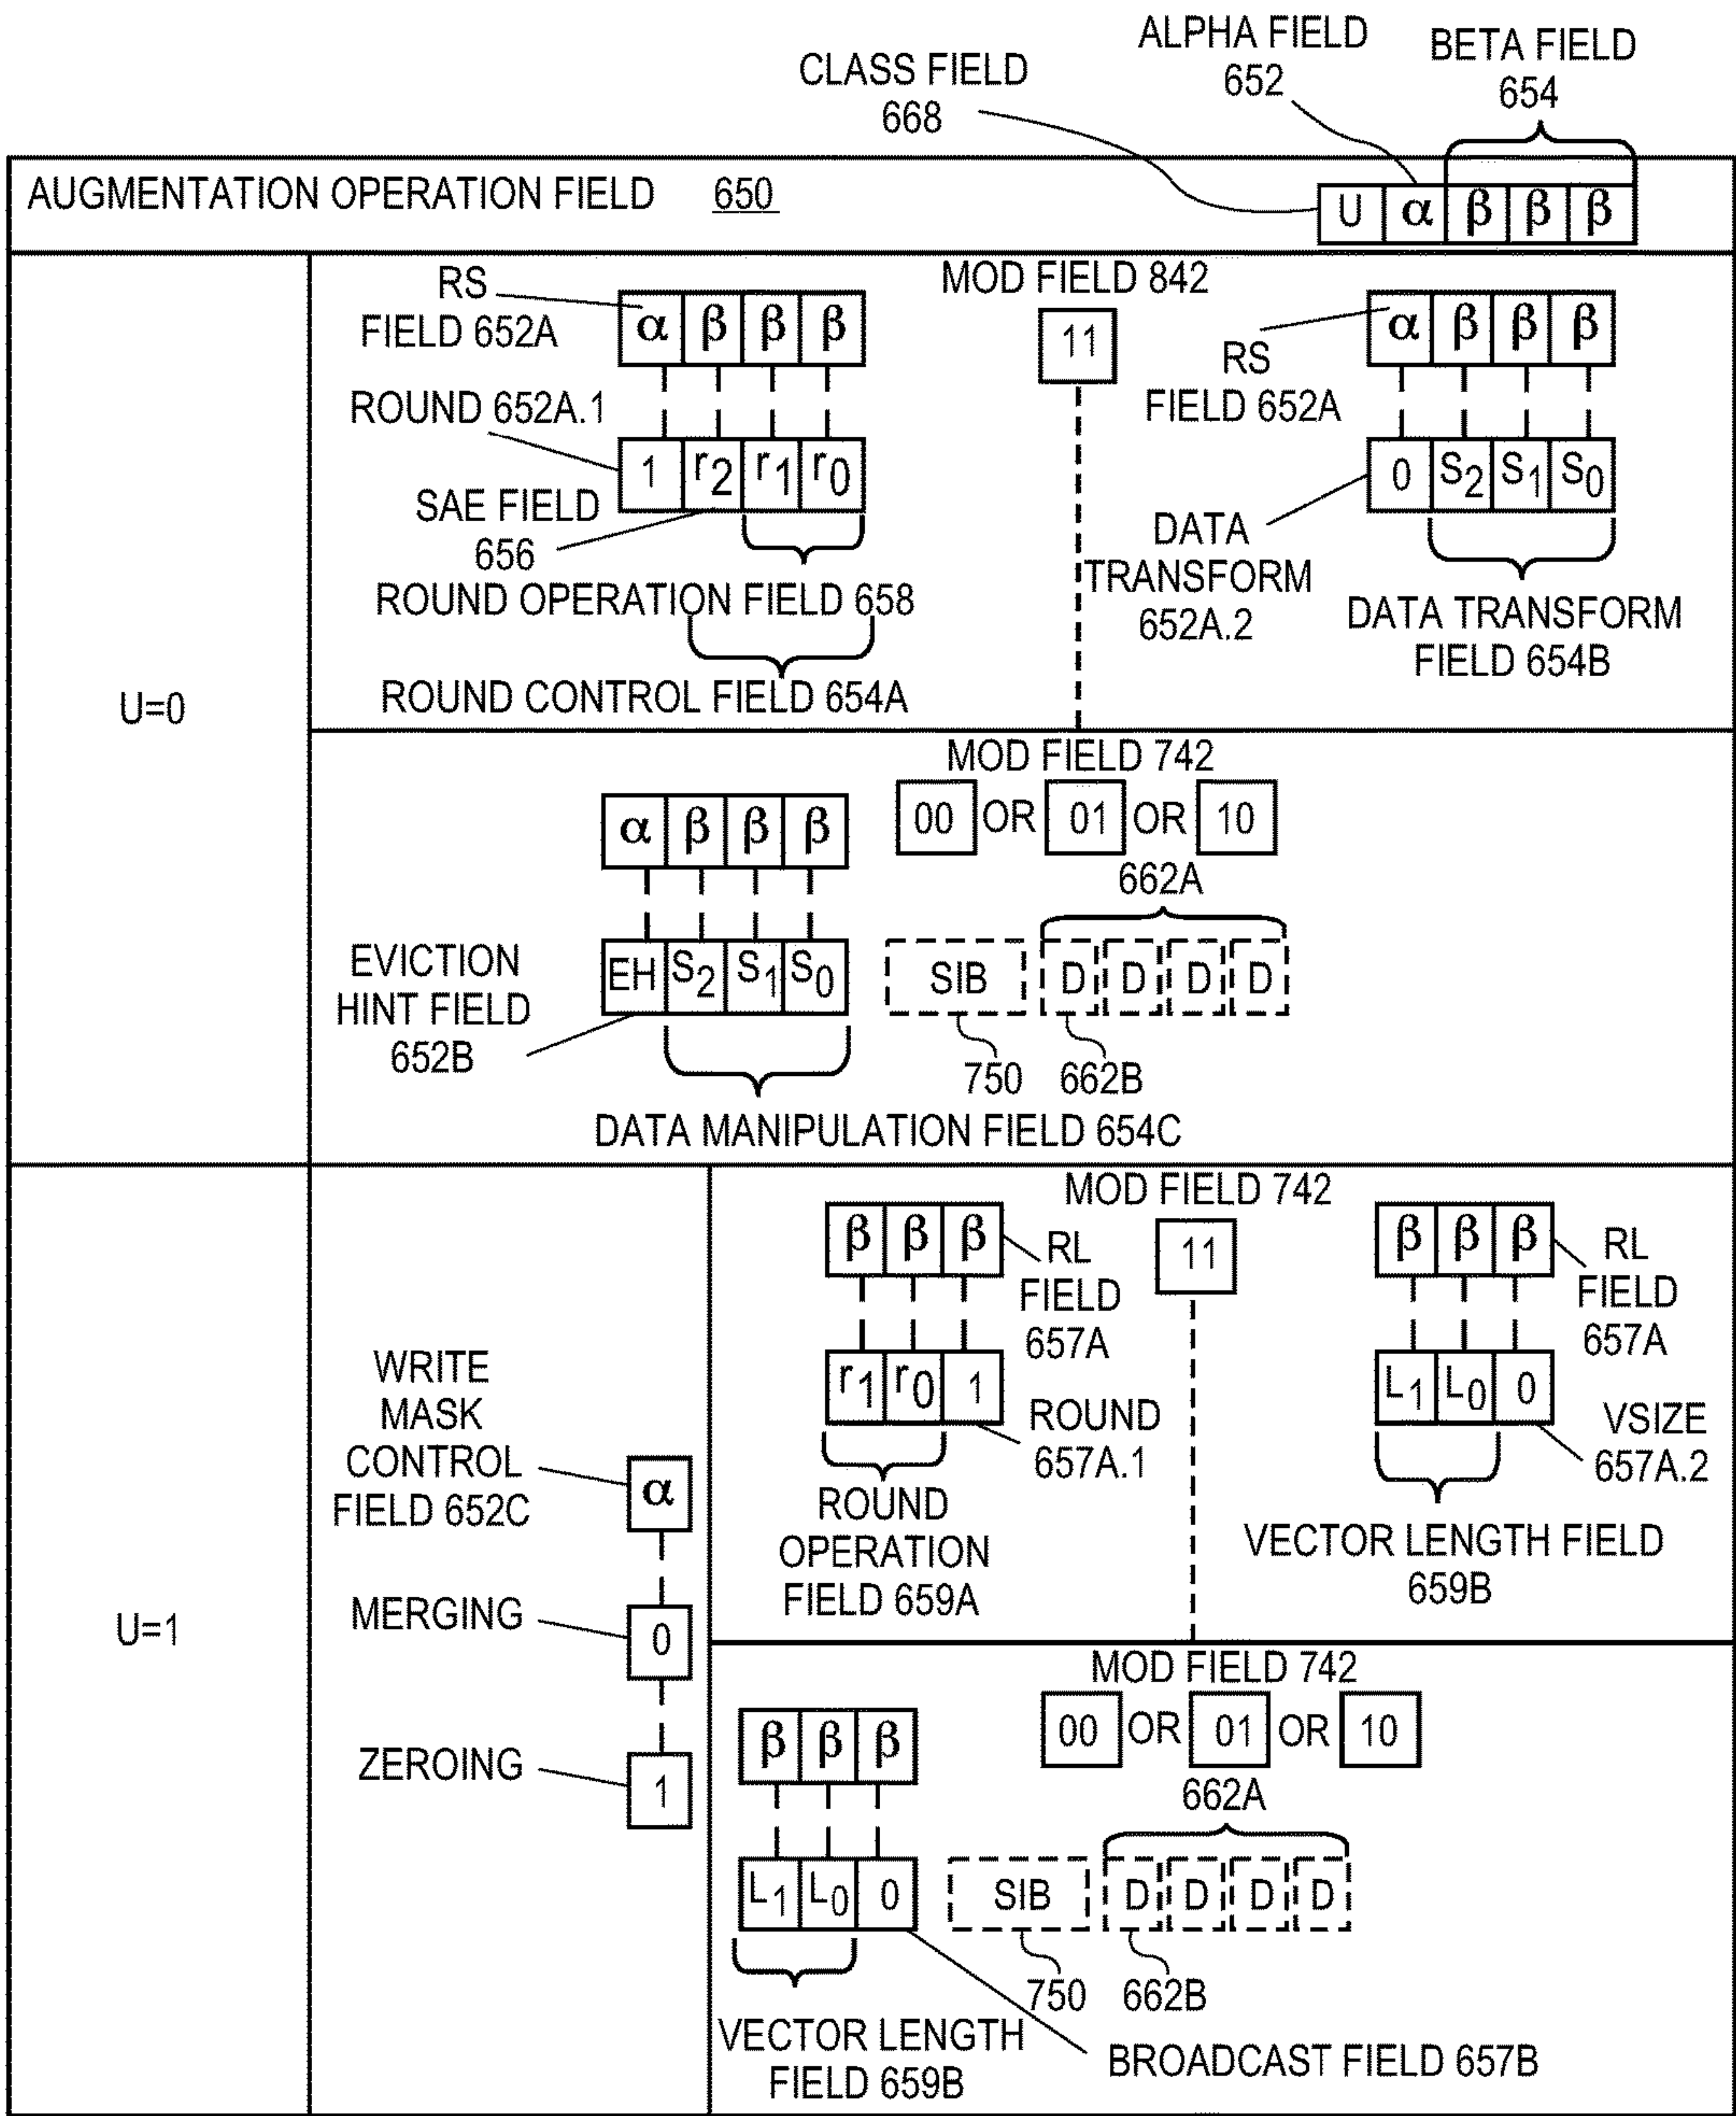 CLASS FIELD
668
ALPHA FIELD
652
BETA FIELD
654
AUGMENTATION OPERATION FIELD 650
U α β β β
U=0
RS
FIELD 652A
α β β β
ROUND 652A.1
1 r2 r1 r0
SAE FIELD
656
ROUND OPERATION FIELD 658
ROUND CONTROL FIELD 654A
MOD FIELD 842
11
α β β β
RS
FIELD 652A
0 S2 S1 S0
DATA
TRANSFORM
652A.2
DATA TRANSFORM
FIELD 654B
MOD FIELD 742
00 OR 01 OR 10
α β β β
EVICTION
HINT FIELD
652B
EH S2 S1 S0
662A
SIB D D D D
750 662B
DATA MANIPULATION FIELD 654C
U=1
WRITE
MASK
CONTROL
FIELD 652C
α
MERGING 0
ZEROING 1
MOD FIELD 742
11
β β β
RL
FIELD
657A
r1 r0 1
ROUND
657A.1
ROUND
OPERATION
FIELD 659A
β β β
RL
FIELD
657A
L1 L0 0
VSIZE
657A.2
VECTOR LENGTH FIELD
659B
MOD FIELD 742
00 OR 01 OR 10
β β β
662A
L1 L0 0
SIB D D D D
750 662B
VECTOR LENGTH
FIELD 659B
BROADCAST FIELD 657B